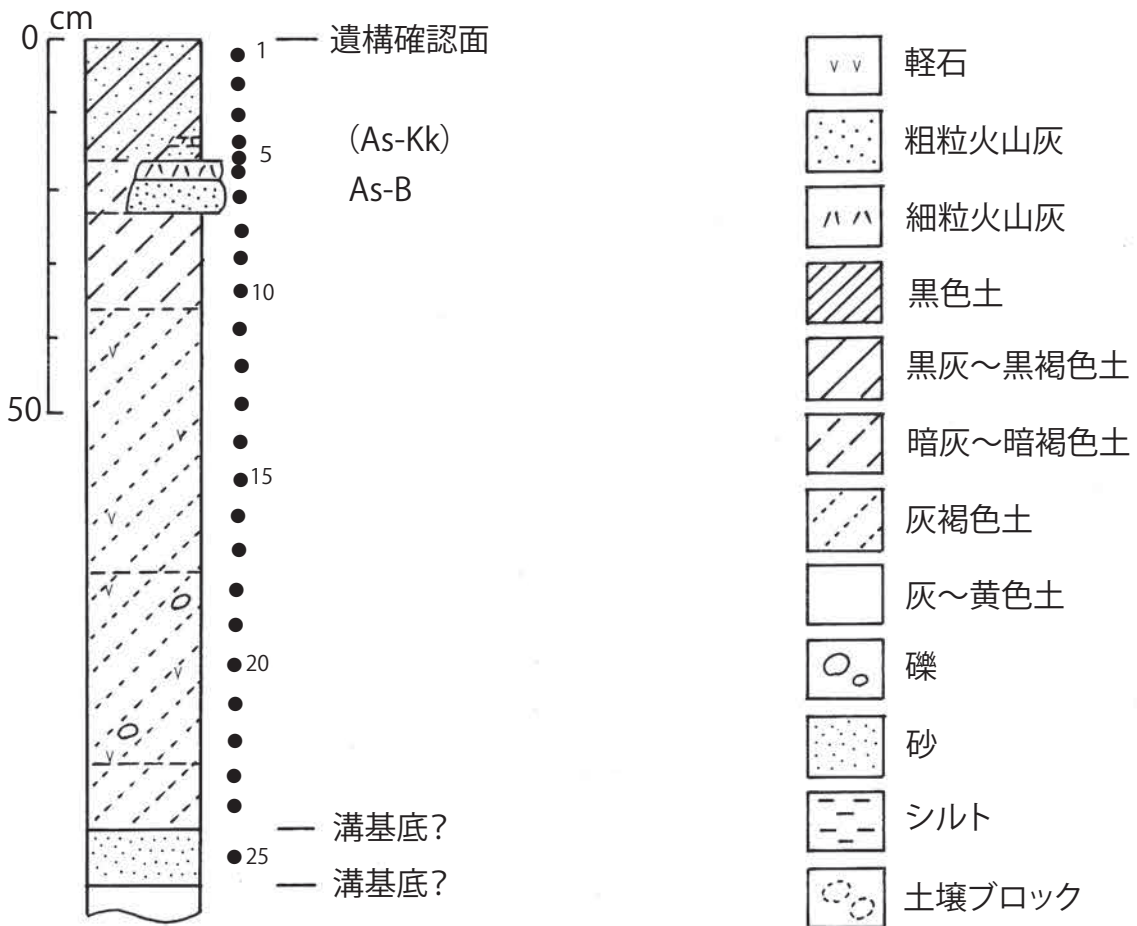 cm
0
50
1
5
10
15
20
25
遺構確認面
(As-Kk)
As-B
溝基底?
溝基底?
軽石
粗粒火山灰
細粒火山灰
黒色土
黒灰～黒褐色土
暗灰～暗褐色土
灰褐色土
灰～黄色土
礫
砂
シルト
土壌ブロック